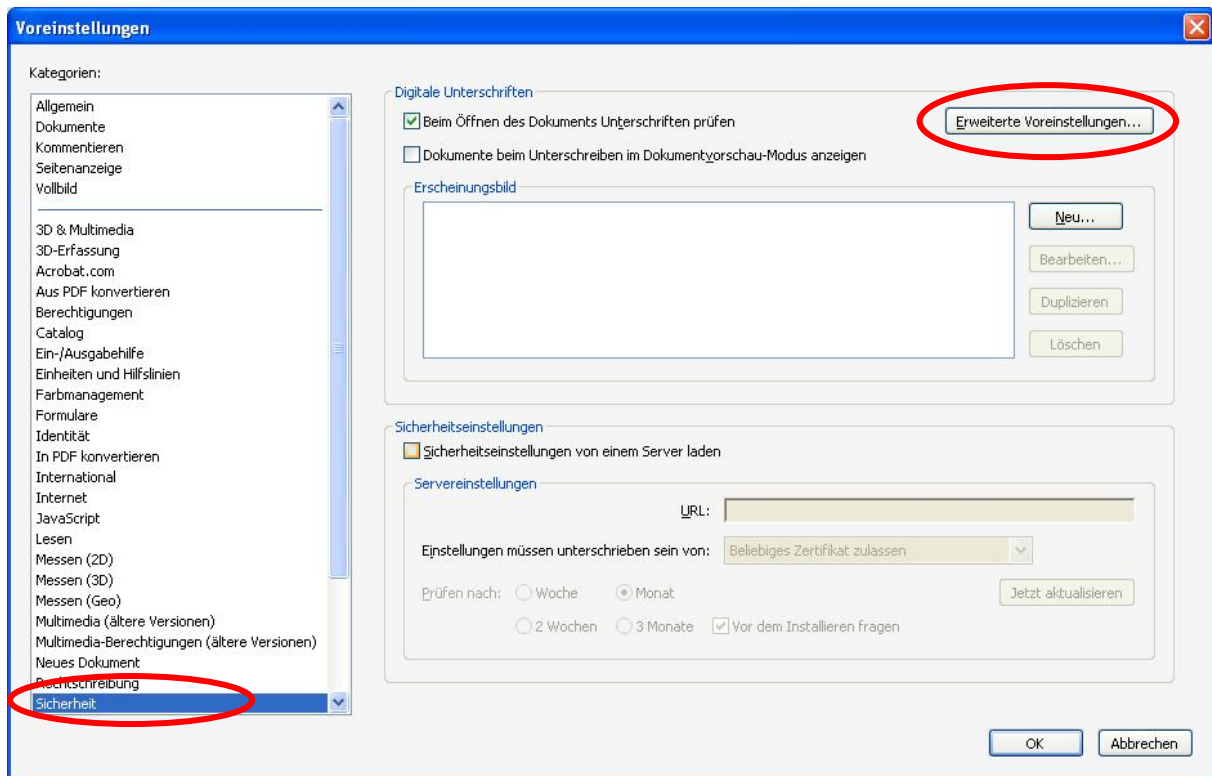 Voreinstellungen
Kategorien:
Allgemein
Dokumente
Kommentieren
Seitenanzeige
Vollbild
3D & Multimedia
3D-Erfassung
Acrobat.com
Aus PDF konvertieren
Berechtigungen
Catalog
Ein-/Ausgabehilfe
Einheiten und Hilfslinien
Farbmanagement
Formulare
Identität
In PDF konvertieren
International
Internet
JavaScript
Lesen
Messen (2D)
Messen (3D)
Messen (Geo)
Multimedia (ältere Versionen)
Multimedia-Berechtigungen (ältere Versionen)
Neues Dokument
Rechtschreibung
Sicherheit
Digitale Unterschriften
Beim Öffnen des Dokuments Unterschriften prüfen
Erweiterte Voreinstellungen...
Dokumente beim Unterschreiben im Dokumentvorschau-Modus anzeigen
Erscheinungsbild
Neu...
Bearbeiten...
Duplizieren
Löschen
Sicherheitseinstellungen
Sicherheitseinstellungen von einem Server laden
Servereinstellungen
URL:
Einstellungen müssen unterschrieben sein von: Beliebiges Zertifikat zulassen
Prüfen nach: Woche Monat Jetzt aktualisieren
2 Wochen 3 Monate Vor dem Installieren fragen
OK Abbrechen